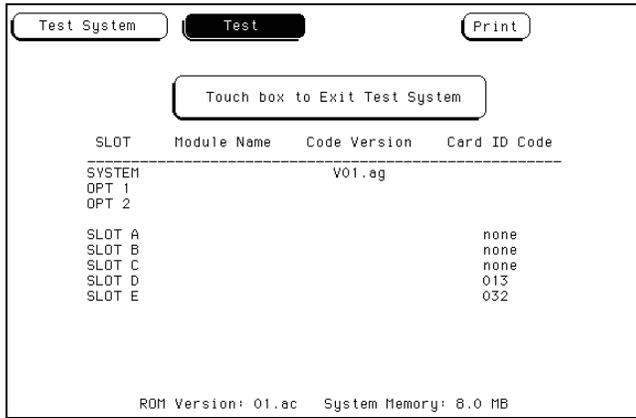 Test System Test Print
Touch box to Exit Test System
SLOT Module Name Code Version Card ID Code
SYSTEM V01.ag
OPT 1
OPT 2
SLOT A none
SLOT B none
SLOT C none
SLOT D 013
SLOT E 032
ROM Version: 01.ac System Memory: 8.0 MB